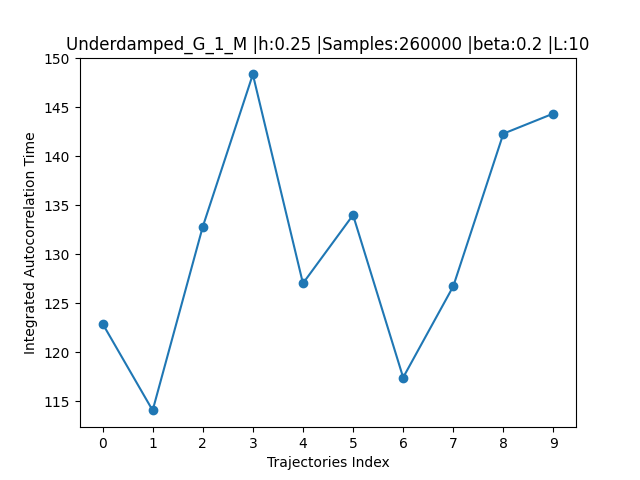 Underdamped_G_1_M |h:0.25 |Samples:260000 |beta:0.2 |L:10
150
145
140
135
130
125
120
115
Integrated Autocorrelation Time
0 1 2 3 4 5 6 7 8 9
Trajectories Index